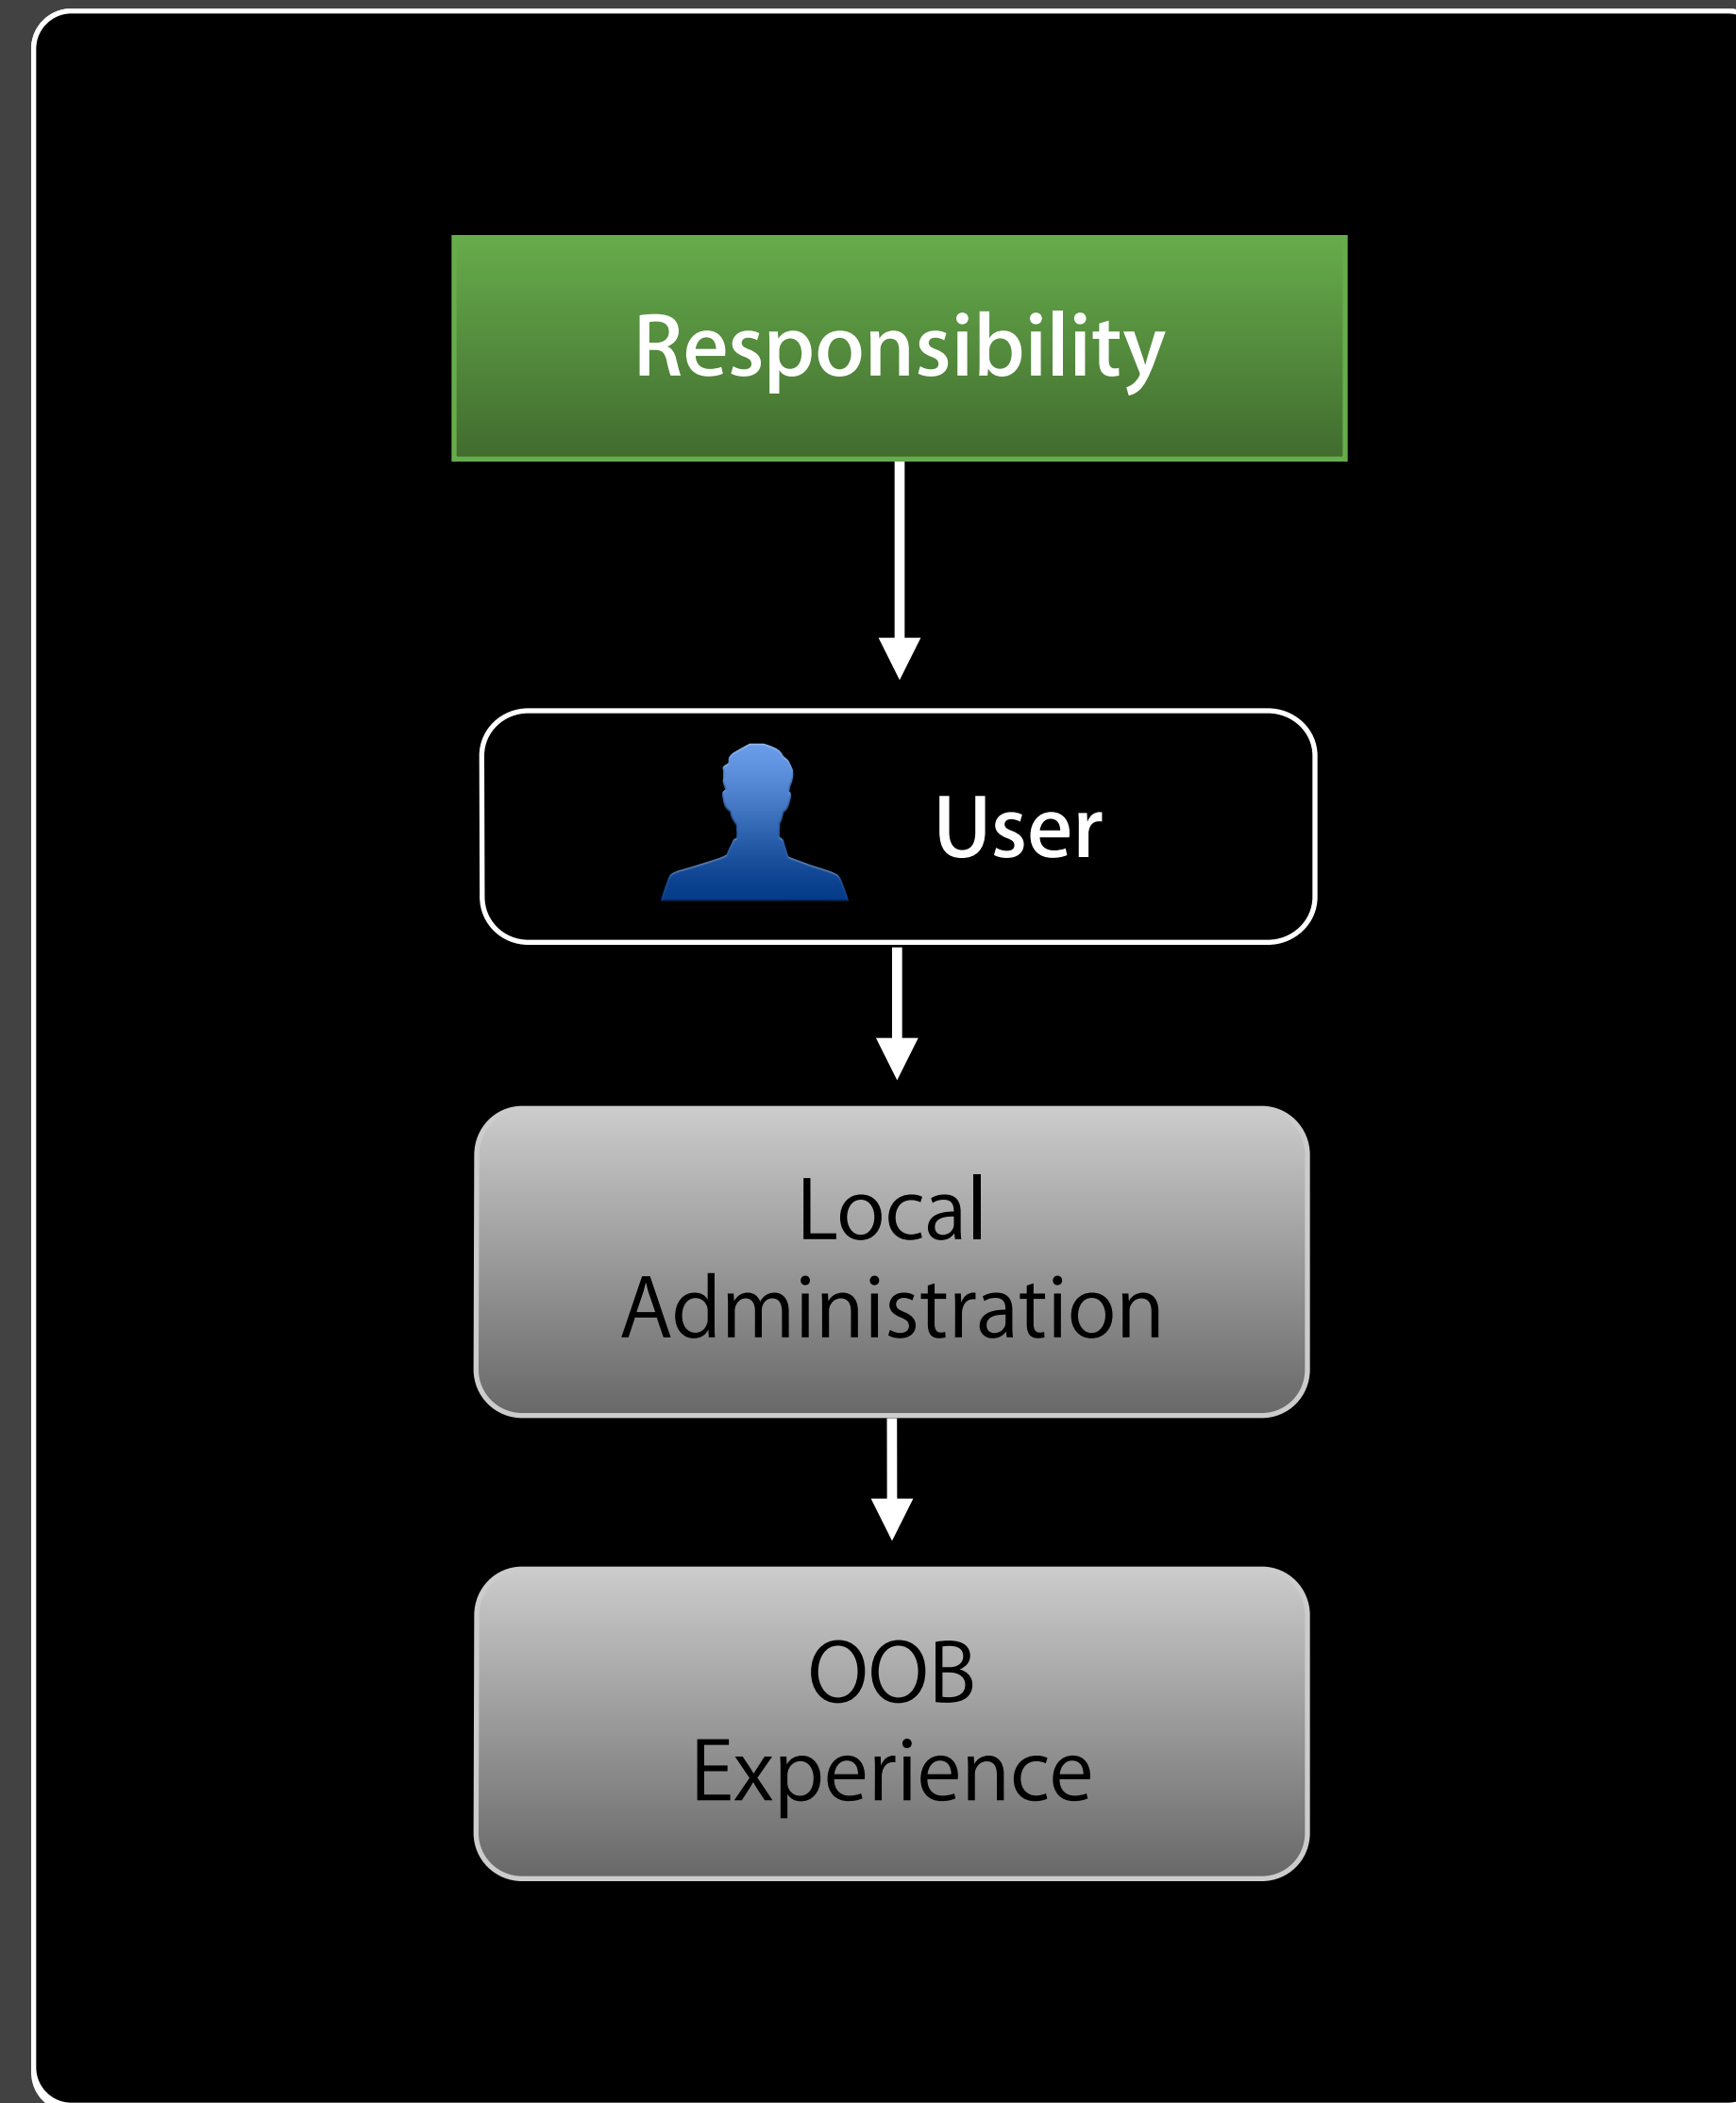 Responsibility
User
Local
Administration
OOB
Experience